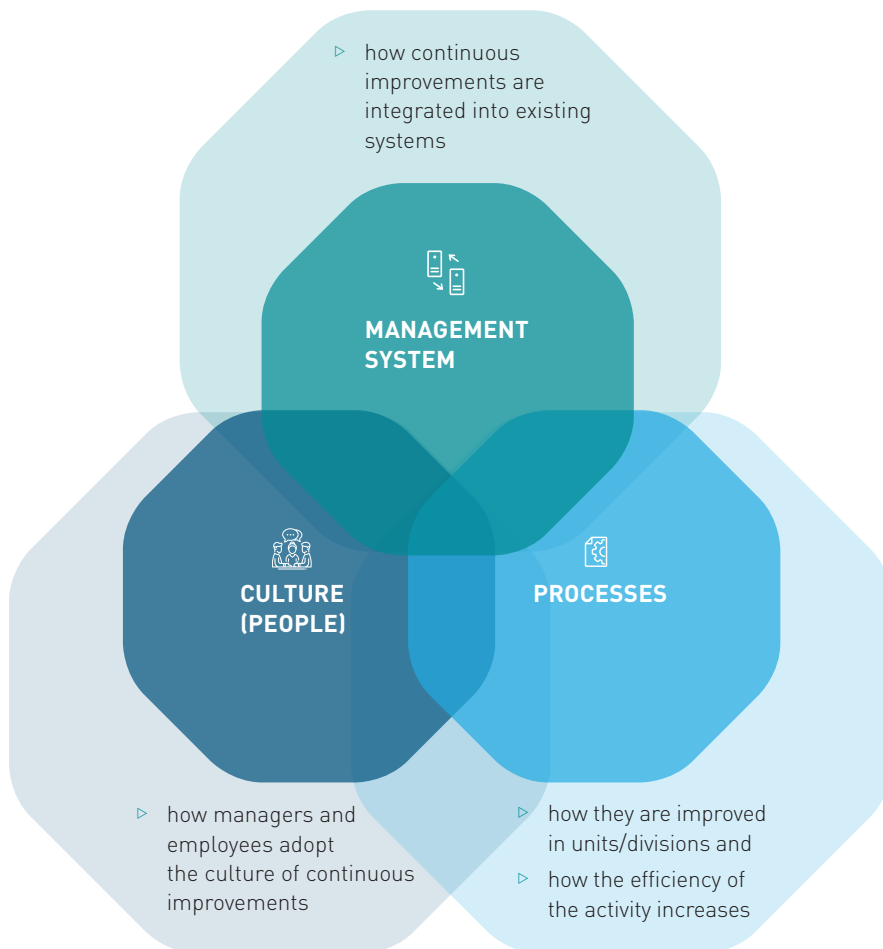 how continuous
improvements are
integrated into existing
systems
MANAGEMENT
SYSTEM
CULTURE
(PEOPLE)
PROCESSES
how managers and
employees adopt
the culture of continuous
improvements
how they are improved
in units/divisions and
how the efficiency of
the activity increases